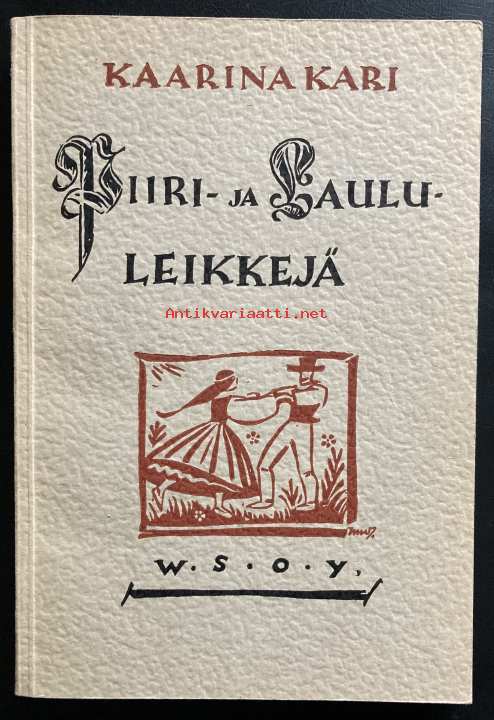 KAARINA KARI
PIIRI- JA LAULU-
LEIKKEJÄ
Antikvariaatti.net
W. S. O. Y.